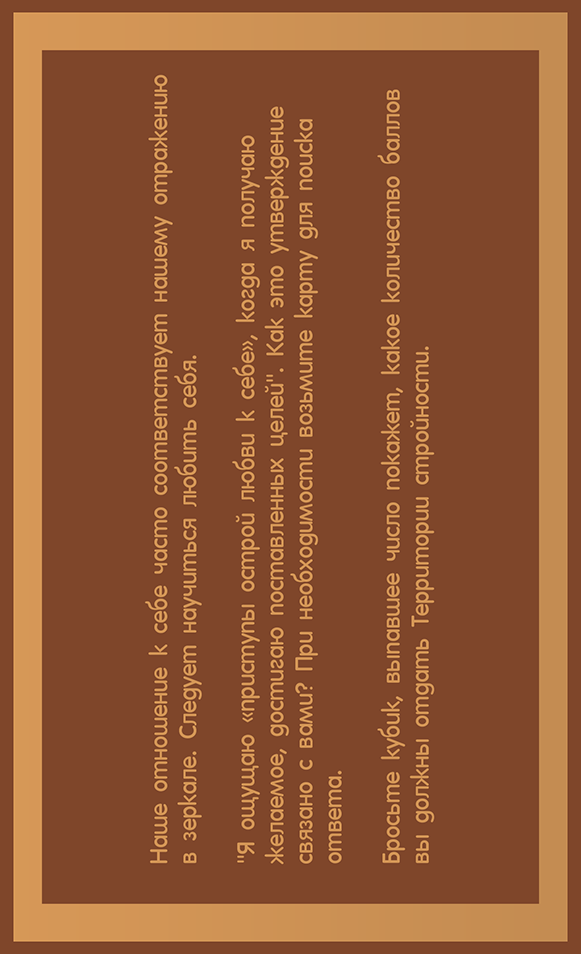 Наше отношение к себе часто соответствует нашему отражению
в зеркале. Следует научиться любить себя.
"Я ощущаю «приступы острой любви к себе», когда я получаю
желаемое, достигаю поставленных целей". Как это утверждение
связано с вами? При необходимости возьмите карту для поиска
ответа.
Бросьте кубик, выпавшее число покажет, какое количество баллов
вы должны отдать Территории стройности.